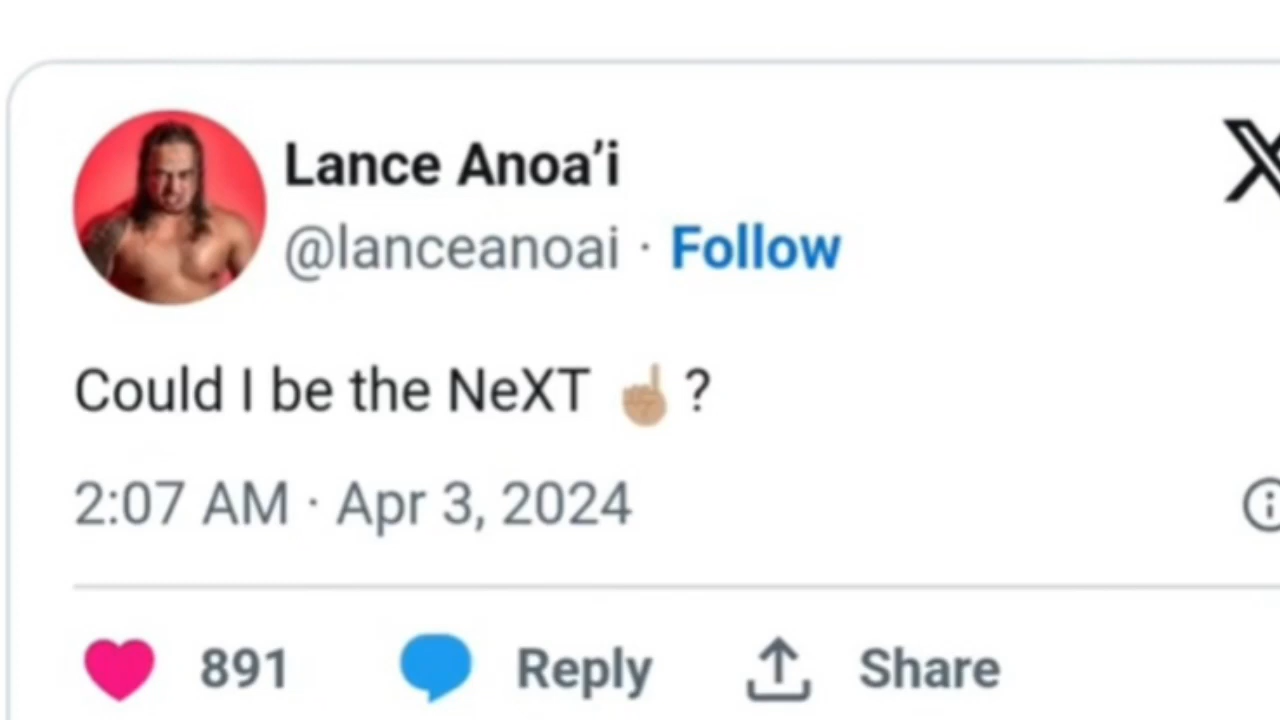 Lance Anoa’i
@lanceanoai · Follow
Could I be the NeXT ☝🏼?
2:07 AM · Apr 3, 2024
891 Reply Share